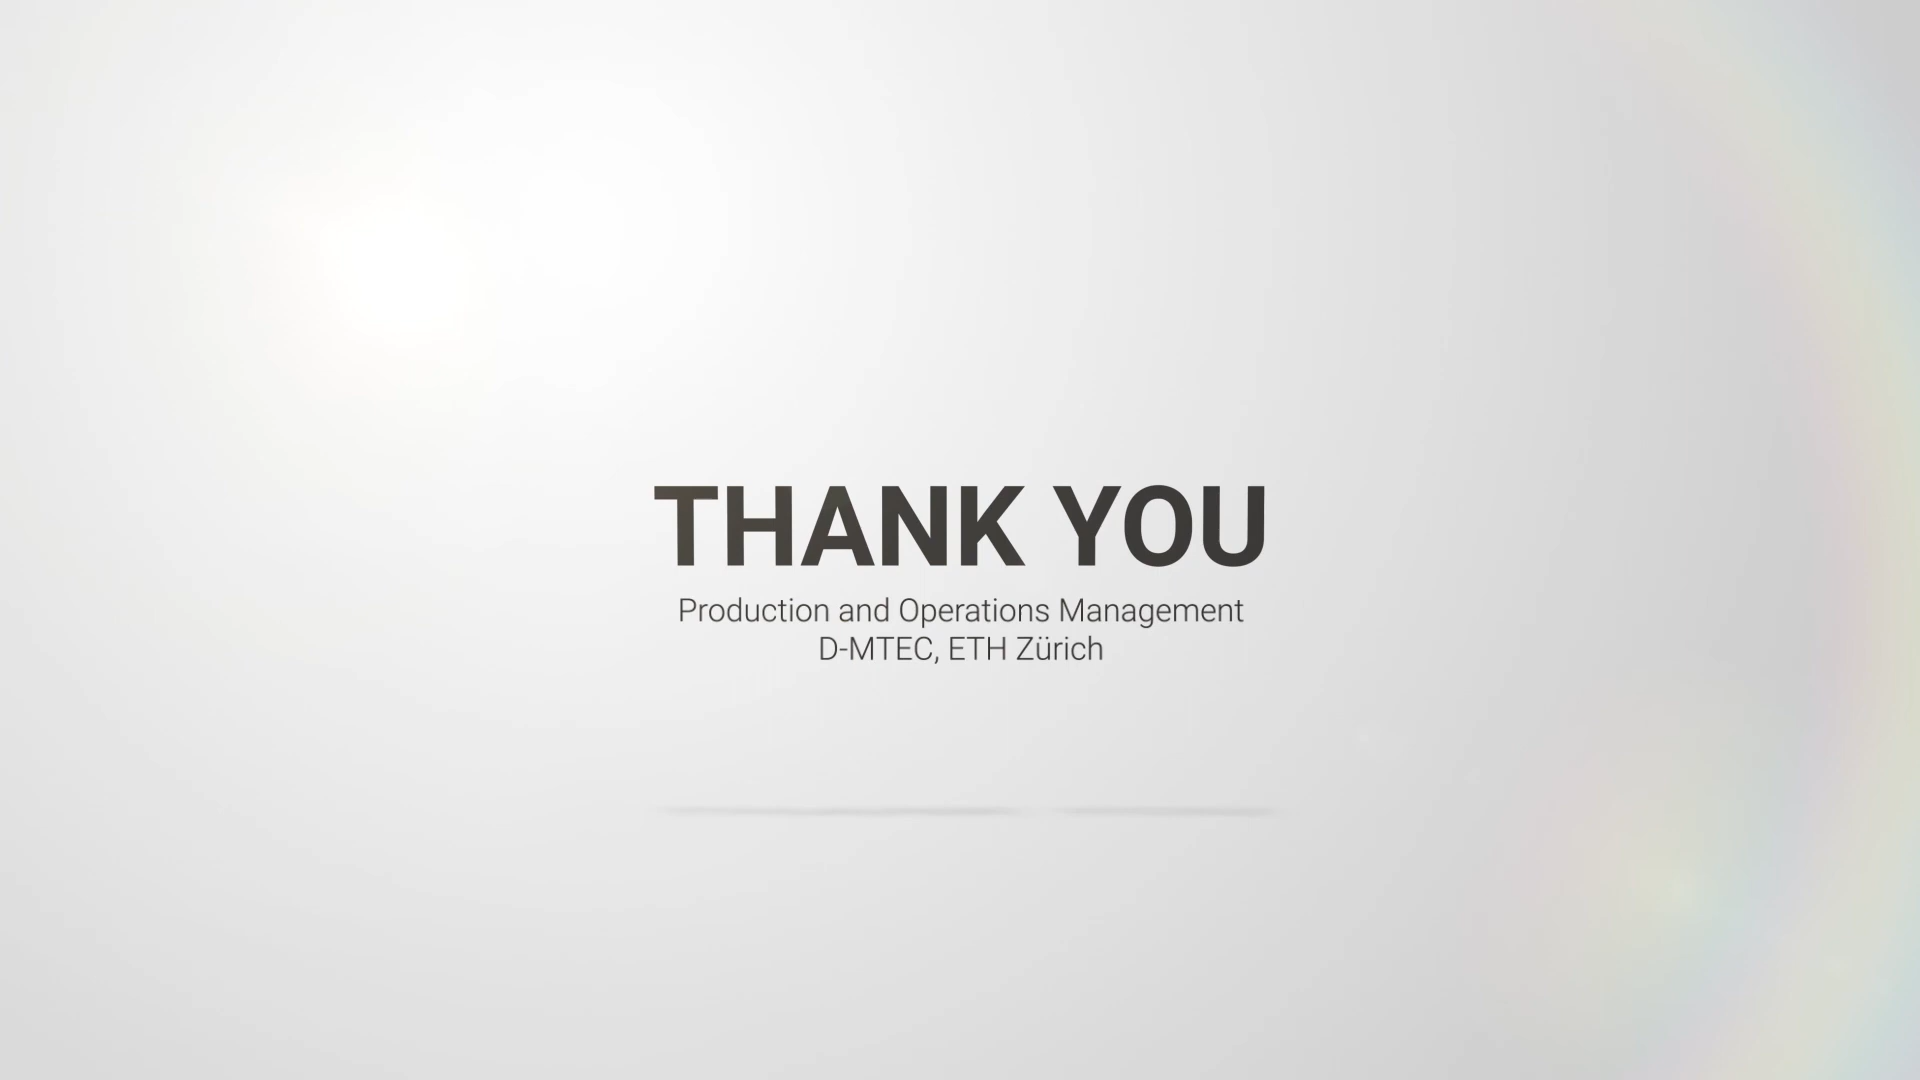 THANK YOU
Production and Operations Management
D-MTEC, ETH Zürich